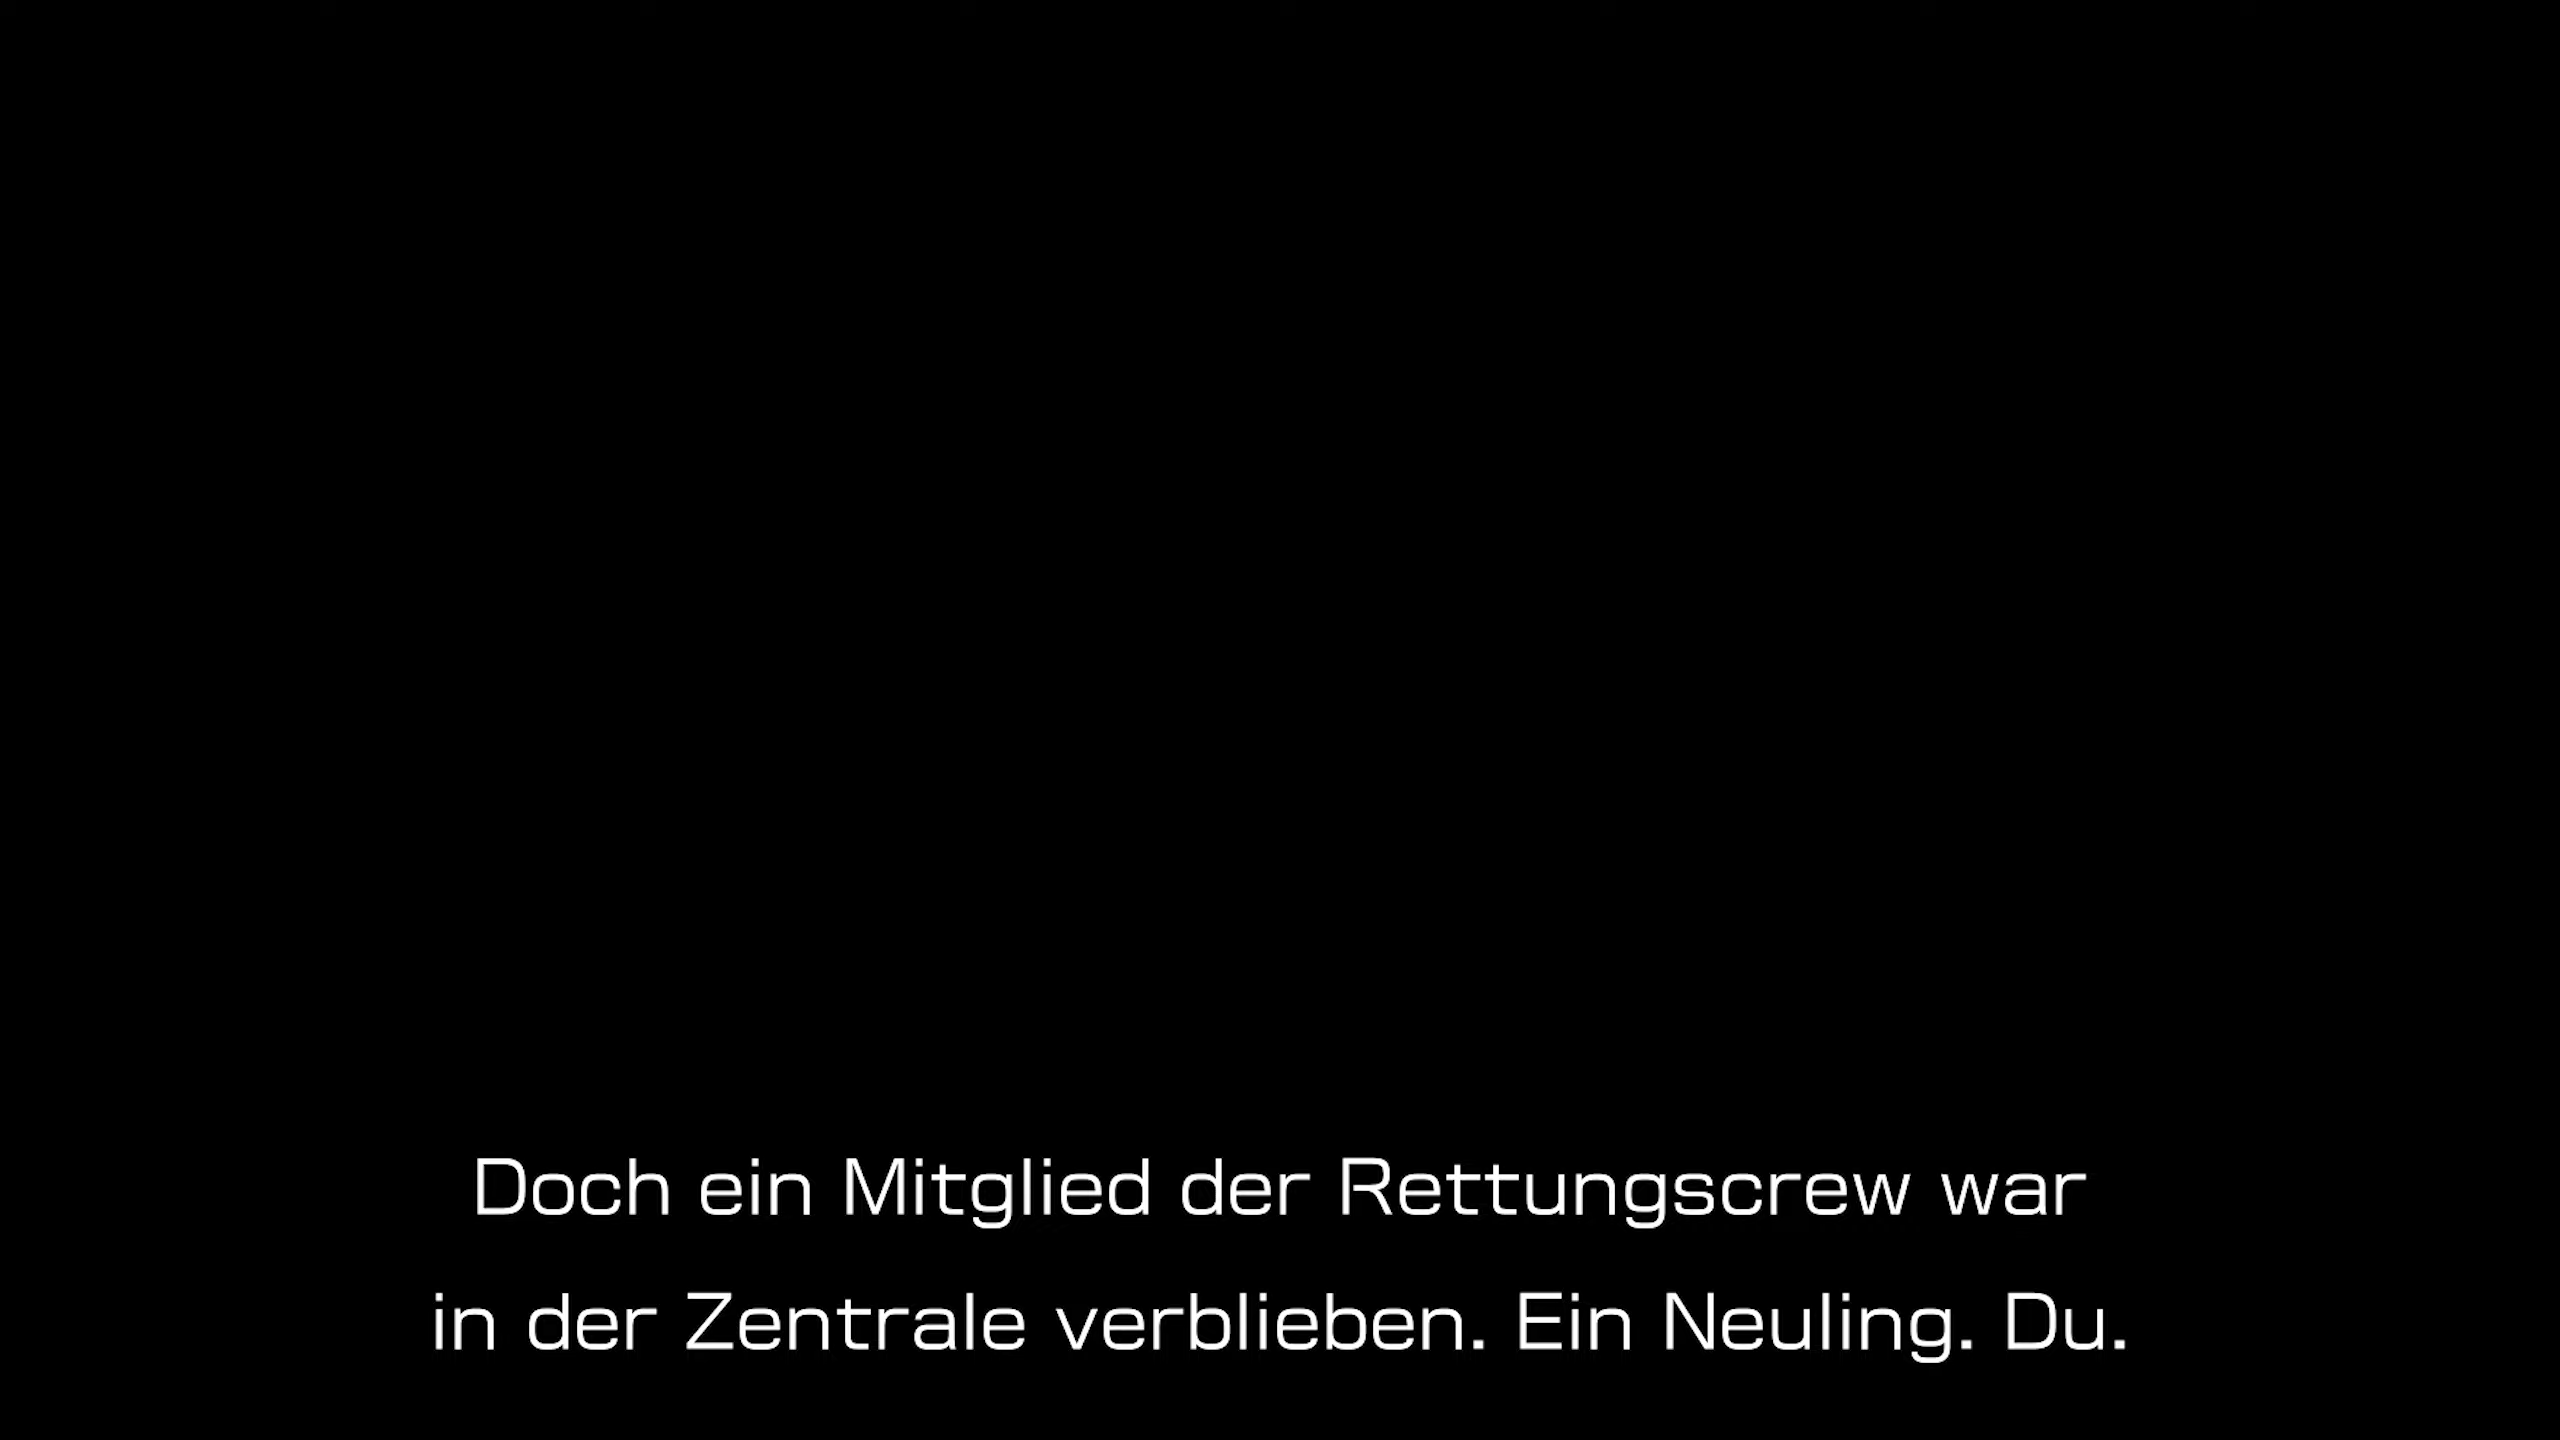 Doch ein Mitglied der Rettungscrew war
in der Zentrale verblieben. Ein Neuling. Du.